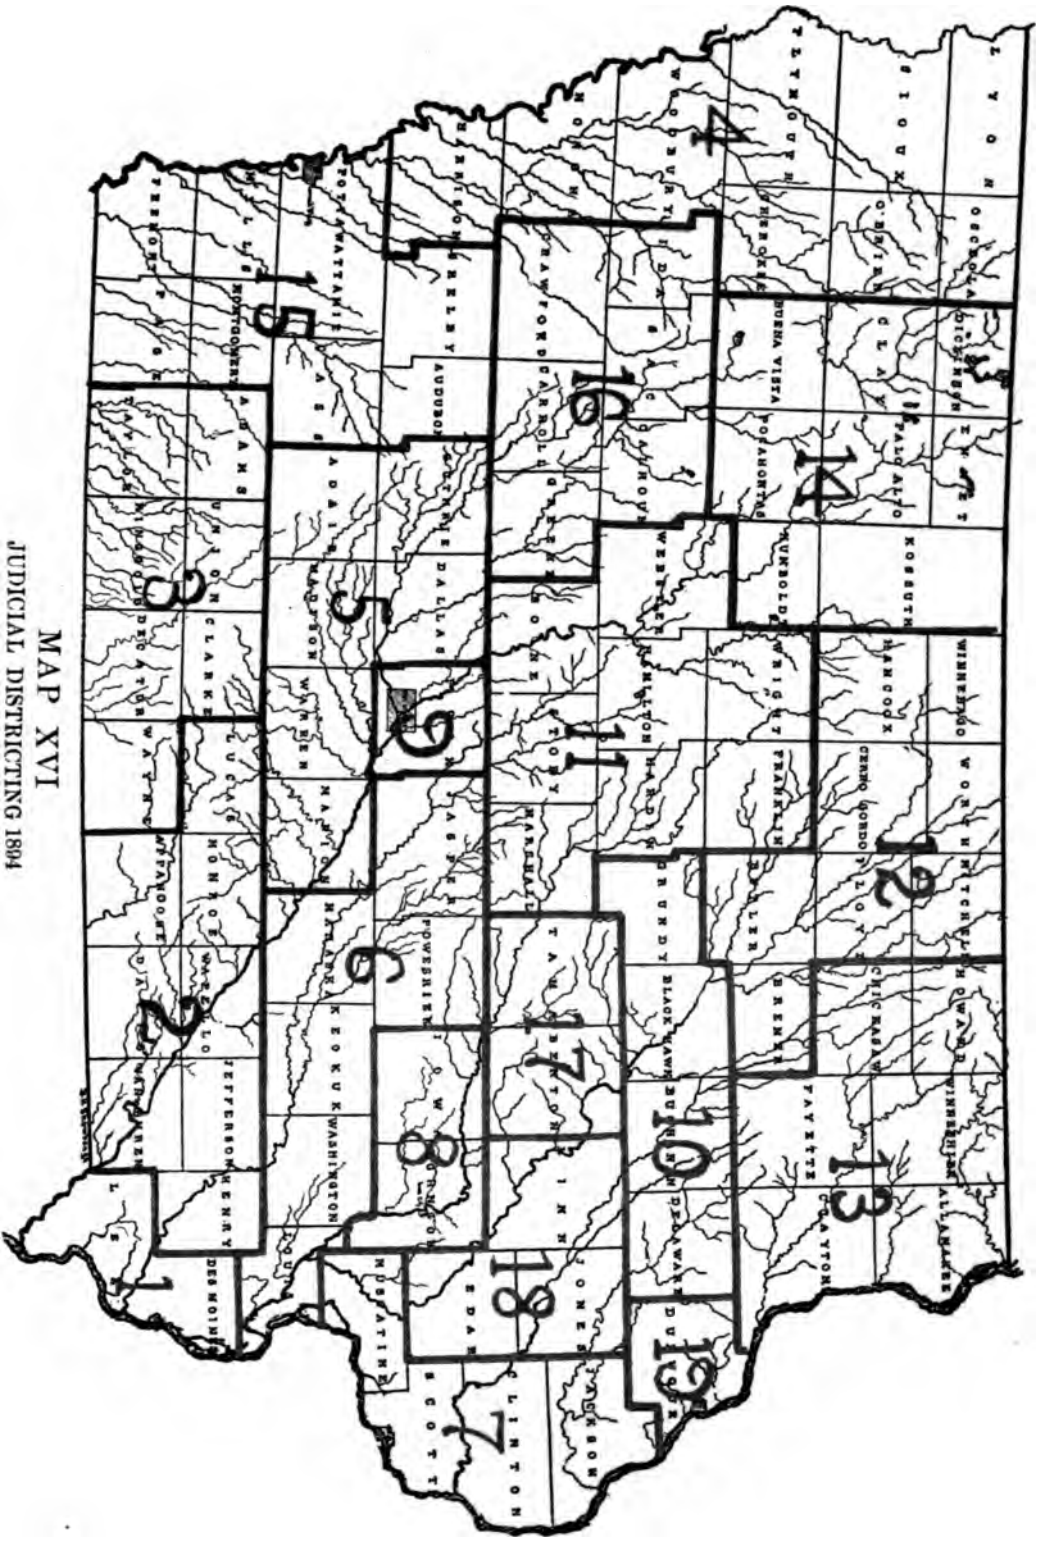 LYON
OSCEOLA
DICKINSON
EMMET
KOSSUTH
WINNEBAGO
WORTH
MITCHELL
HOWARD
WINNESHIEK
ALLAMAKEE
SIOUX
O'BRIEN
CLAY
PALO ALTO
HANCOCK
CERRO GORDO
FLOYD
CHICKASAW
PLYMOUTH
CHEROKEE
BUENA VISTA
POCAHONTAS
HUMBOLDT
WRIGHT
FRANKLIN
BUTLER
BREMER
FAYETTE
CLAYTON
14
12
13
4
WOODBURY
IDA
SAC
CALHOUN
WEBSTER
HAMILTON
HARDIN
GRUNDY
BLACK HAWK
BUCHANAN
DELAWARE
DUBUQUE
16
11
10
19
MONONA
CRAWFORD
CARROLL
GREENE
BOONE
STORY
MARSHALL
TAMA
BENTON
LINN
JONES
JACKSON
17
18
HARRISON
SHELBY
AUDUBON
GUTHRIE
DALLAS
JASPER
POWESHIEK
IOWA
JOHNSON
CEDAR
CLINTON
SCOTT
9
8
7
POTTAWATTAMIE
CASS
ADAIR
MADISON
WARREN
MARION
MAHASKA
KEOKUK
WASHINGTON
MUSCATINE
15
5
6
MILLS
MONTGOMERY
ADAMS
UNION
CLARKE
LUCAS
MONROE
WAPELLO
JEFFERSON
HENRY
DES MOINES
FREMONT
PAGE
TAYLOR
RINGGOLD
DECATUR
WAYNE
APPANOOSE
DAVIS
VAN BUREN
LEE
3
2
1
MAP XVI
JUDICIAL DISTRICTING 1894